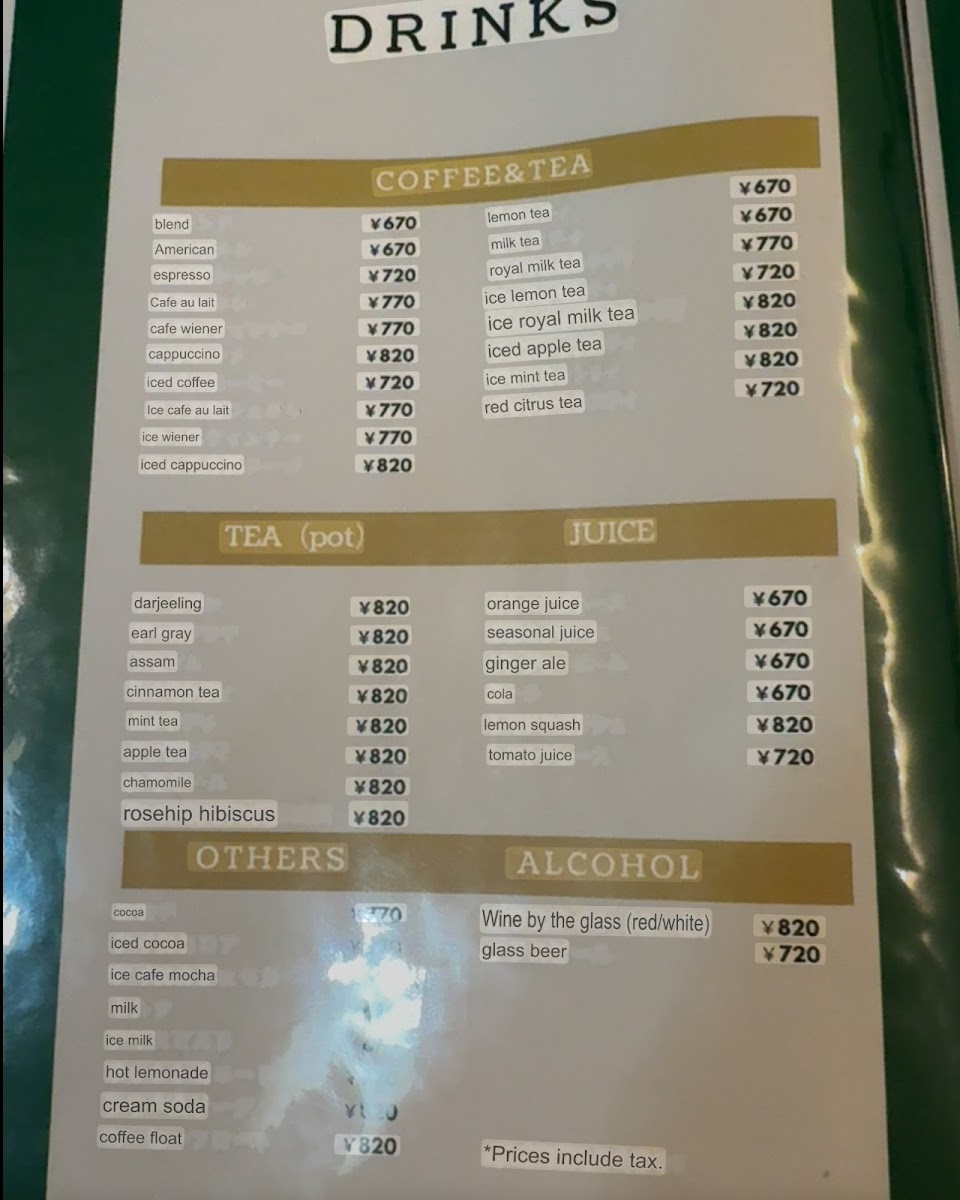 DRINKS
COFFEE&TEA
blend ¥670
American ¥670
espresso ¥720
Cafe au lait ¥770
cafe wiener ¥770
cappuccino ¥820
iced coffee ¥720
Ice cafe au lait ¥770
ice wiener ¥770
iced cappuccino ¥820
lemon tea ¥670
milk tea ¥670
royal milk tea ¥770
ice lemon tea ¥720
ice royal milk tea ¥820
iced apple tea ¥820
ice mint tea ¥820
red citrus tea ¥720
TEA (pot)
darjeeling ¥820
earl gray ¥820
assam ¥820
cinnamon tea ¥820
mint tea ¥820
apple tea ¥820
chamomile ¥820
rosehip hibiscus ¥820
JUICE
orange juice ¥670
seasonal juice ¥670
ginger ale ¥670
cola ¥670
lemon squash ¥820
tomato juice ¥720
OTHERS
cocoa
iced cocoa
ice cafe mocha
milk
ice milk
hot lemonade
cream soda
coffee float ¥820
ALCOHOL
Wine by the glass (red/white) ¥820
glass beer ¥720
*Prices include tax.